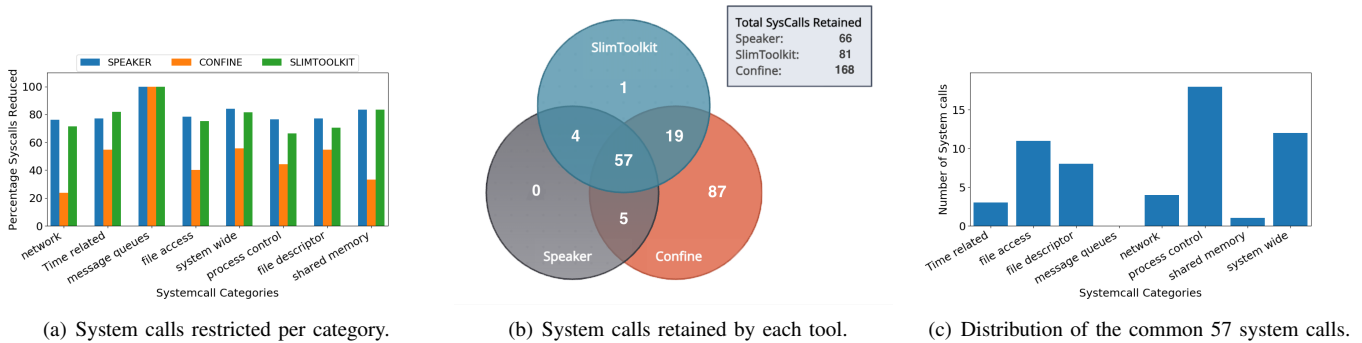 SPEAKER CONFINE SLIMTOOLKIT
Percentage Syscalls Reduced
100
80
60
40
20
0
network
Time related
message queues
file access
system wide
process control
file descriptor
shared memory
Systemcall Categories
(a) System calls restricted per category.
SlimToolkit
1
4
19
57
0
87
5
Speaker
Confine
Total SysCalls Retained
Speaker: 66
SlimToolkit: 81
Confine: 168
(b) System calls retained by each tool.
Number of System calls
15
10
5
0
Time related
file access
file descriptor
message queues
network
process control
shared memory
system wide
Systemcall Categories
(c) Distribution of the common 57 system calls.